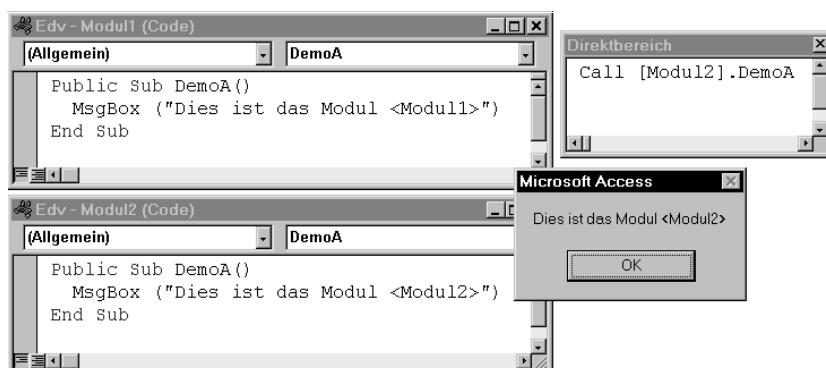 Edv - Modul1 (Code)
(Allgemein) DemoA
Public Sub DemoA()
MsgBox ("Dies ist das Modul <Modul1>")
End Sub
Edv - Modul2 (Code)
(Allgemein) DemoA
Public Sub DemoA()
MsgBox ("Dies ist das Modul <Modul2>")
End Sub
Direktbereich
Call [Modul2].DemoA
Microsoft Access
Dies ist das Modul <Modul2>
OK